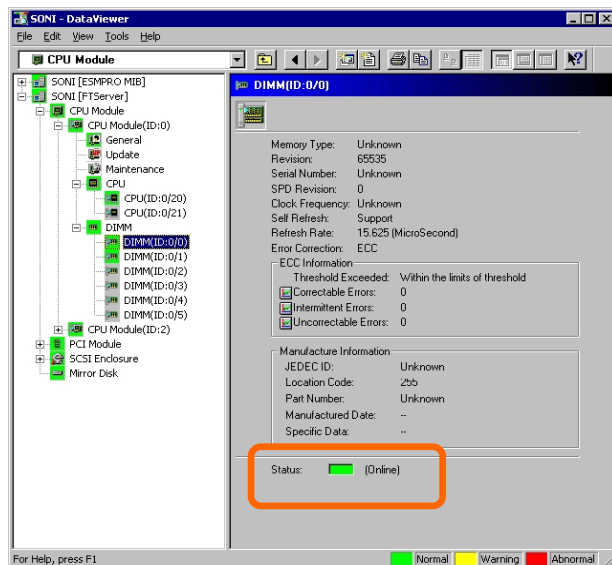 SONI - DataViewer
File Edit View Tools Help
CPU Module
SONI [ESMPRO MIB]
SONI [FTServer]
CPU Module
CPU Module(ID:0)
General
Update
Maintenance
CPU
CPU(ID:0/20)
CPU(ID:0/21)
DIMM
DIMM(ID:0/0)
DIMM(ID:0/1)
DIMM(ID:0/2)
DIMM(ID:0/3)
DIMM(ID:0/4)
DIMM(ID:0/5)
CPU Module(ID:2)
PCI Module
SCSI Enclosure
Mirror Disk
DIMM(ID:0/0)
Memory Type: Unknown
Revision: 65535
Serial Number: Unknown
SPD Revision: 0
Clock Frequency: Unknown
Self Refresh: Support
Refresh Rate: 15.625 (MicroSecond)
Error Correction: ECC
ECC Information
Threshold Exceeded: Within the limits of threshold
Correctable Errors: 0
Intermittent Errors: 0
Uncorrectable Errors: 0
Manufacture Information
JEDEC ID: Unknown
Location Code: 255
Part Number: Unknown
Manufactured Date: --
Specific Data: --
Status: (Online)
For Help, press F1
Normal Warning Abnormal